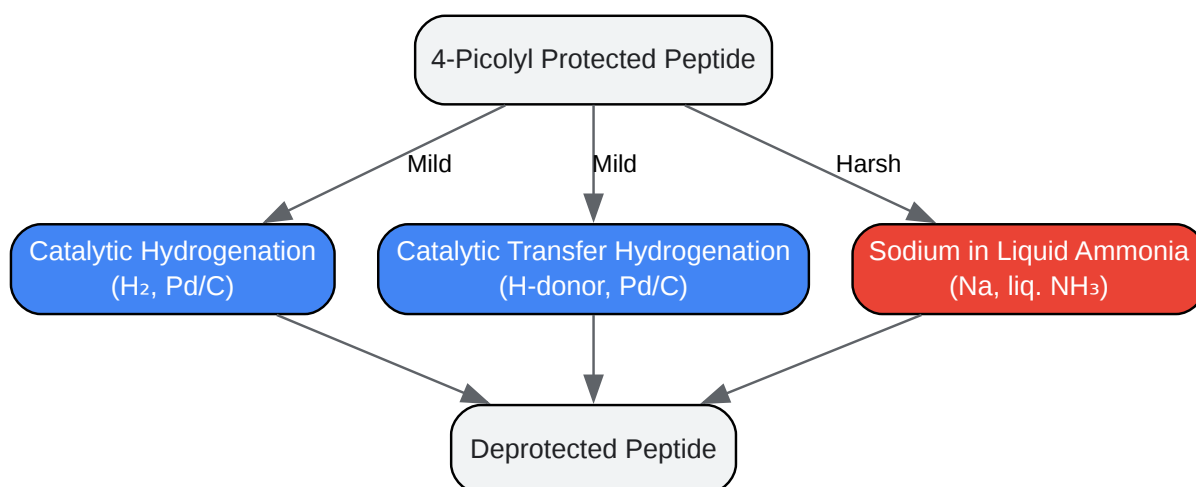 4-Picolyl Protected Peptide
Mild
Mild
Harsh
Catalytic Hydrogenation
(H₂, Pd/C)
Catalytic Transfer Hydrogenation
(H-donor, Pd/C)
Sodium in Liquid Ammonia
(Na, liq. NH₃)
Deprotected Peptide